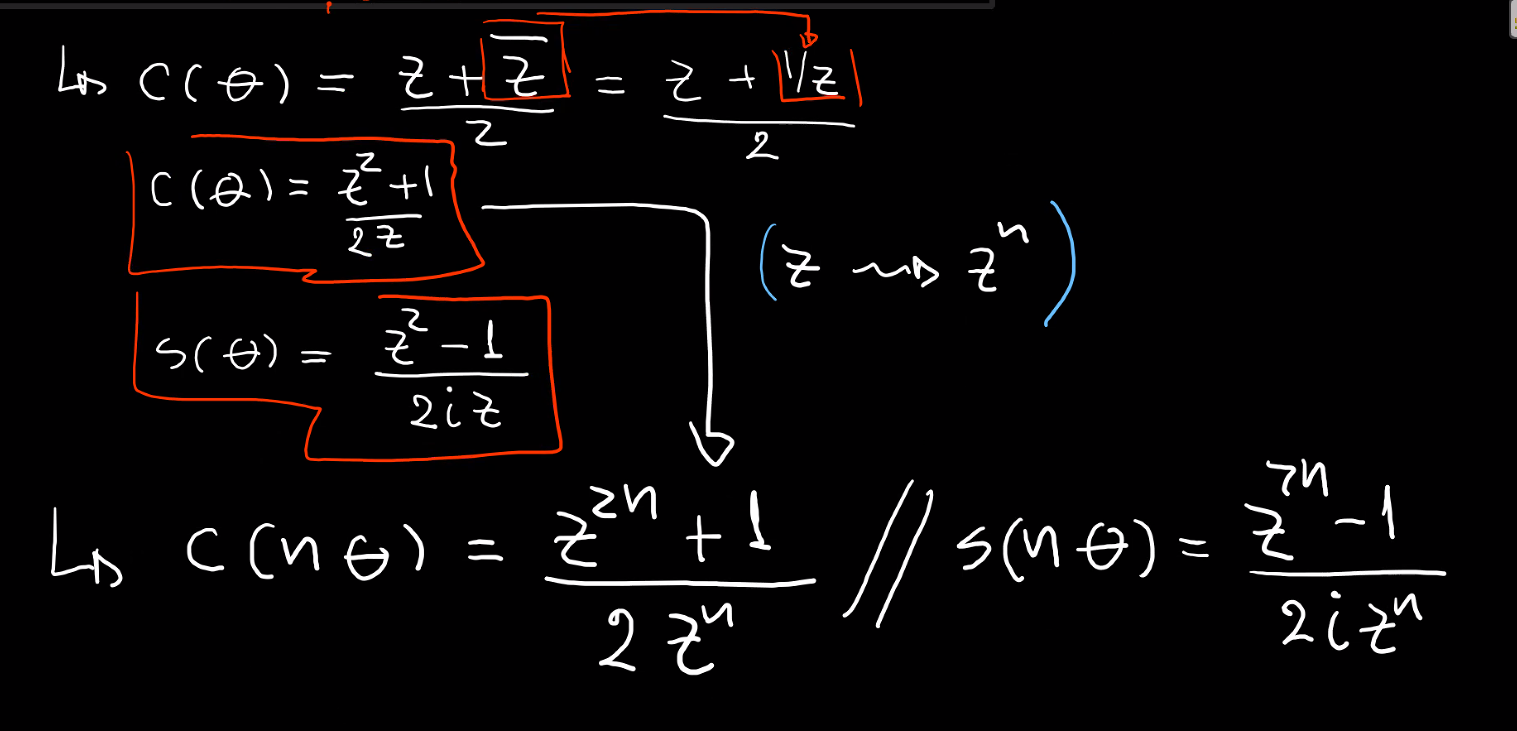 ↳ C(θ) = (z + z̄)/2 = (z + 1/z)/2
C(θ) = (z² + 1)/(2z)
(z ⇝ zⁿ)
s(θ) = (z² - 1)/(2iz)
↳ C(nθ) = (z²ⁿ + 1)/(2zⁿ) // s(nθ) = (z²ⁿ - 1)/(2izⁿ)